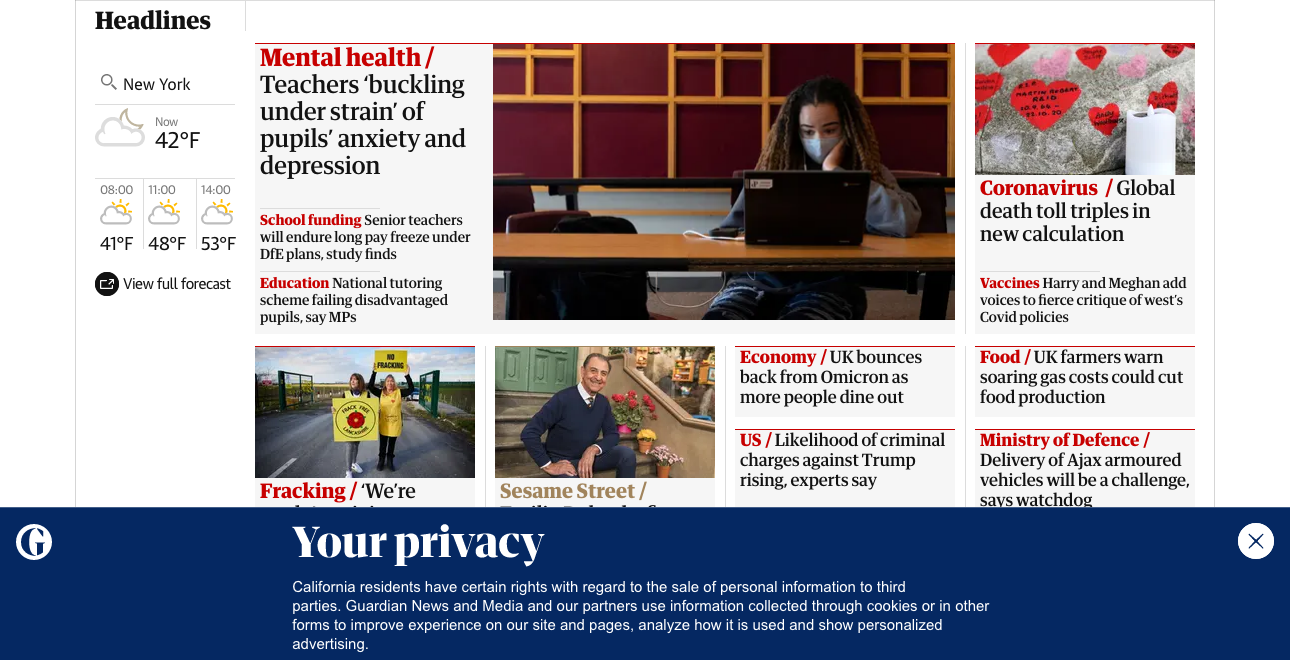 Headlines
New York
Now
42°F
08:00
11:00
14:00
41°F
48°F
53°F
View full forecast
Mental health /
Teachers ‘buckling
under strain’ of
pupils’ anxiety and
depression
School funding Senior teachers
will endure long pay freeze under
DfE plans, study finds
Education National tutoring
scheme failing disadvantaged
pupils, say MPs
MARTIN ROBERT
REID
Coronavirus / Global
death toll triples in
new calculation
Vaccines Harry and Meghan add
voices to fierce critique of west’s
Covid policies
NO
FRACKING
FRACK FREE
LANCASHIRE
Fracking / ‘We’re
Sesame Street /
Economy / UK bounces
back from Omicron as
more people dine out
US / Likelihood of criminal
charges against Trump
rising, experts say
Food / UK farmers warn
soaring gas costs could cut
food production
Ministry of Defence /
Delivery of Ajax armoured
vehicles will be a challenge,
says watchdog
G
Your privacy
California residents have certain rights with regard to the sale of personal information to third
parties. Guardian News and Media and our partners use information collected through cookies or in other
forms to improve experience on our site and pages, analyze how it is used and show personalized
advertising.